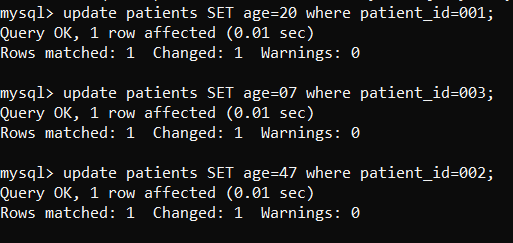 mysql> update patients SET age=20 where patient_id=001;
Query OK, 1 row affected (0.01 sec)
Rows matched: 1  Changed: 1  Warnings: 0
mysql> update patients SET age=07 where patient_id=003;
Query OK, 1 row affected (0.01 sec)
Rows matched: 1  Changed: 1  Warnings: 0
mysql> update patients SET age=47 where patient_id=002;
Query OK, 1 row affected (0.01 sec)
Rows matched: 1  Changed: 1  Warnings: 0